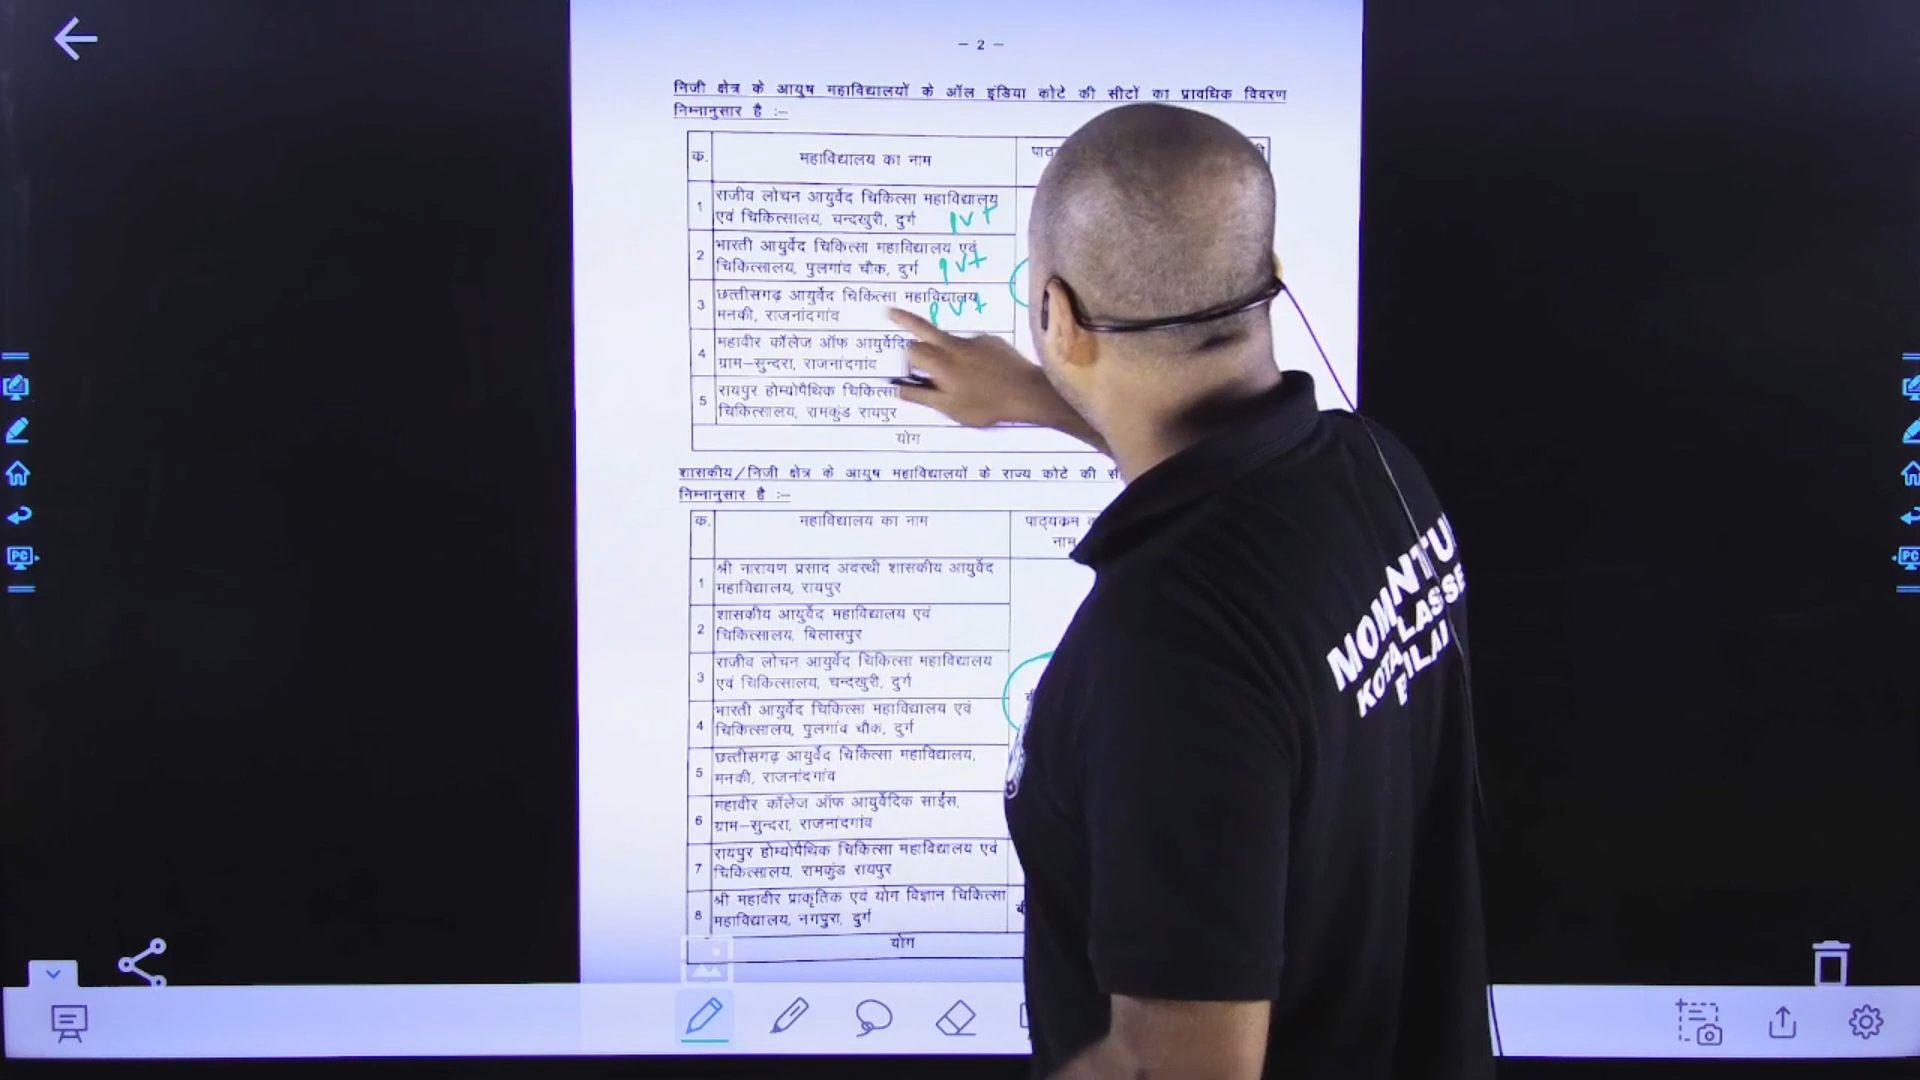 – 2 –
निजी क्षेत्र के आयुष महाविद्यालयों के ऑल इंडिया कोटे की सीटों का प्रावधिक विवरण
निम्नानुसार है :–
क. महाविद्यालय का नाम
1 राजीव लोचन आयुर्वेद चिकित्सा महाविद्यालय
एवं चिकित्सालय, चन्दखुरी, दुर्ग pvt
2 भारती आयुर्वेद चिकित्सा महाविद्यालय एवं
चिकित्सालय, पुलगांव चौक, दुर्ग pvt
3 छत्तीसगढ़ आयुर्वेद चिकित्सा महाविद्यालय
मनकी, राजनांदगांव pvt
4 महावीर कॉलेज ऑफ आयुर्वेदिक
ग्राम–सुन्दरा, राजनांदगांव
5 रायपुर होम्योपैथिक चिकित्सा
चिकित्सालय, रामकुंड रायपुर
योग
शासकीय/निजी क्षेत्र के आयुष महाविद्यालयों के राज्य कोटे की
निम्नानुसार है :–
क. महाविद्यालय का नाम पाठ्यक्रम
नाम
1 श्री नारायण प्रसाद अवस्थी शासकीय आयुर्वेद
महाविद्यालय, रायपुर
2 शासकीय आयुर्वेद महाविद्यालय एवं
चिकित्सालय, बिलासपुर
3 राजीव लोचन आयुर्वेद चिकित्सा महाविद्यालय
एवं चिकित्सालय, चन्दखुरी, दुर्ग
4 भारती आयुर्वेद चिकित्सा महाविद्यालय एवं
चिकित्सालय, पुलगांव चौक, दुर्ग
5 छत्तीसगढ़ आयुर्वेद चिकित्सा महाविद्यालय,
मनकी, राजनांदगांव
6 महावीर कॉलेज ऑफ आयुर्वेदिक साईंस,
ग्राम–सुन्दरा, राजनांदगांव
7 रायपुर होम्योपैथिक चिकित्सा महाविद्यालय एवं
चिकित्सालय, रामकुंड रायपुर
8 श्री महावीर प्राकृतिक एवं योग विज्ञान चिकित्सा
महाविद्यालय, नगपुरा, दुर्ग
योग
PC
PC
KOTA